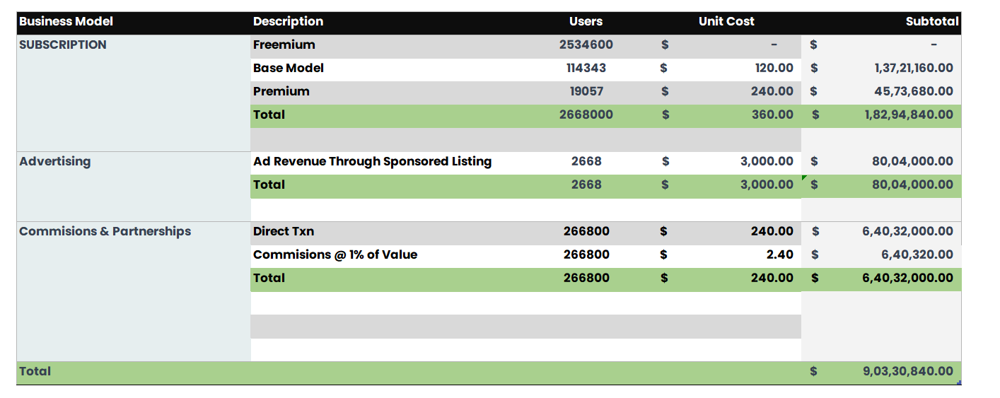 Business Model Description Users Unit Cost Subtotal
SUBSCRIPTION Freemium 2534600 $ - $ -
Base Model 114343 $ 120.00 $ 1,37,21,160.00
Premium 19057 $ 240.00 $ 45,73,680.00
Total 2668000 $ 360.00 $ 1,82,94,840.00
Advertising Ad Revenue Through Sponsored Listing 2668 $ 3,000.00 $ 80,04,000.00
Total 2668 $ 3,000.00 $ 80,04,000.00
Commisions & Partnerships Direct Txn 266800 $ 240.00 $ 6,40,32,000.00
Commisions @ 1% of Value 266800 $ 2.40 $ 6,40,320.00
Total 266800 $ 240.00 $ 6,40,32,000.00
Total $ 9,03,30,840.00